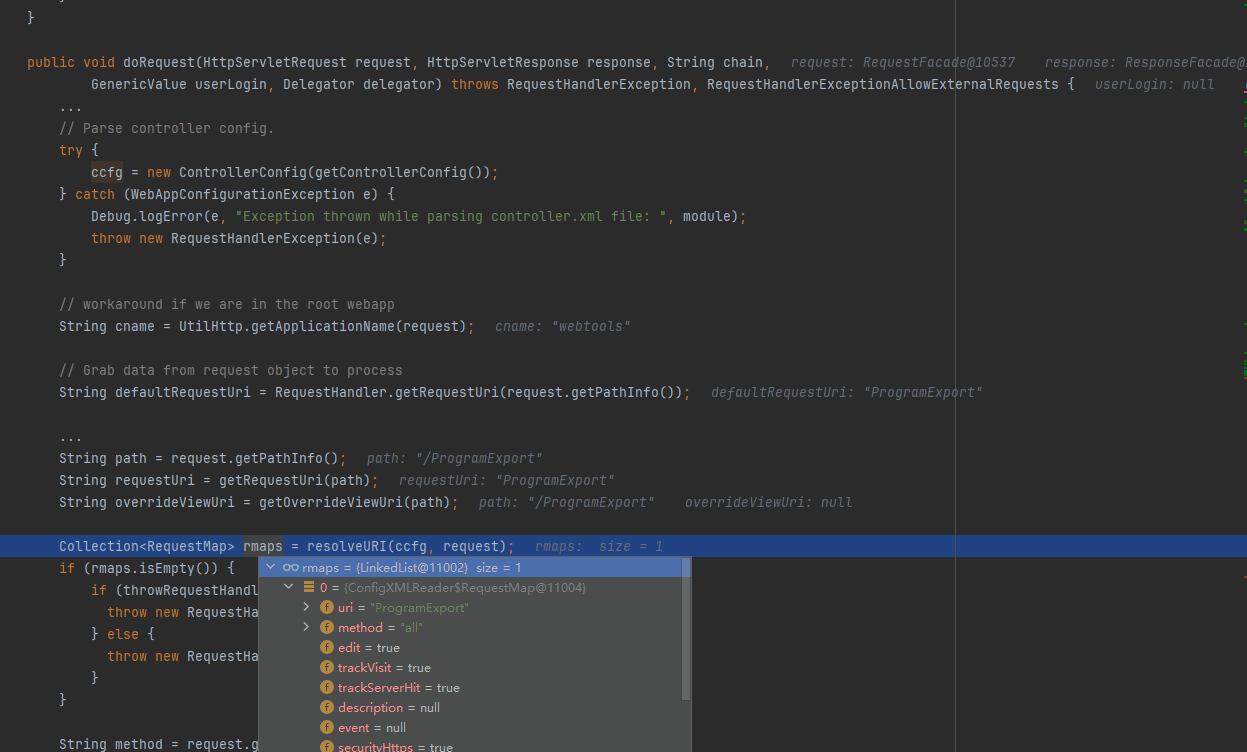 }
public void doRequest(HttpServletRequest request, HttpServletResponse response, String chain,   request: RequestFacade@10537   response: ResponseFacade@
GenericValue userLogin, Delegator delegator) throws RequestHandlerException, RequestHandlerExceptionAllowExternalRequests {   userLogin: null
...
// Parse controller config.
try {
ccfg = new ControllerConfig(getControllerConfig());
} catch (WebAppConfigurationException e) {
Debug.logError(e, "Exception thrown while parsing controller.xml file: ", module);
throw new RequestHandlerException(e);
}
// workaround if we are in the root webapp
String cname = UtilHttp.getApplicationName(request);   cname: "webtools"
// Grab data from request object to process
String defaultRequestUri = RequestHandler.getRequestUri(request.getPathInfo());   defaultRequestUri: "ProgramExport"
...
String path = request.getPathInfo();   path: "/ProgramExport"
String requestUri = getRequestUri(path);   requestUri: "ProgramExport"
String overrideViewUri = getOverrideViewUri(path);   path: "/ProgramExport"   overrideViewUri: null
Collection<RequestMap> rmaps = resolveURI(ccfg, request);   rmaps:  size = 1
if (rmaps.isEmpty()) {
rmaps = {LinkedList@11002}  size = 1
if (throwRequestHandl
0 = {ConfigXMLReader$RequestMap@11004}
throw new RequestHa
uri = "ProgramExport"
} else {
method = "all"
edit = true
throw new RequestHa
trackVisit = true
}
trackServerHit = true
}
description = null
event = null
String method = request.g
securityHttps = true